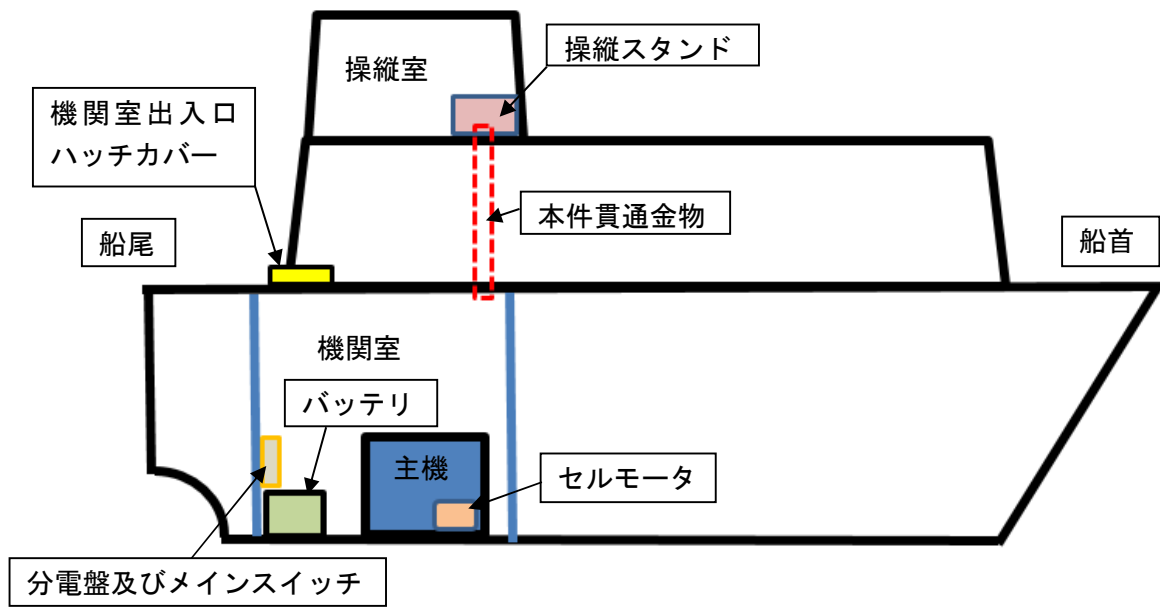 操縦スタンド
操縦室
機関室出入口
ハッチカバー
本件貫通金物
船尾
船首
機関室
バッテリ
主機
セルモータ
分電盤及びメインスイッチ